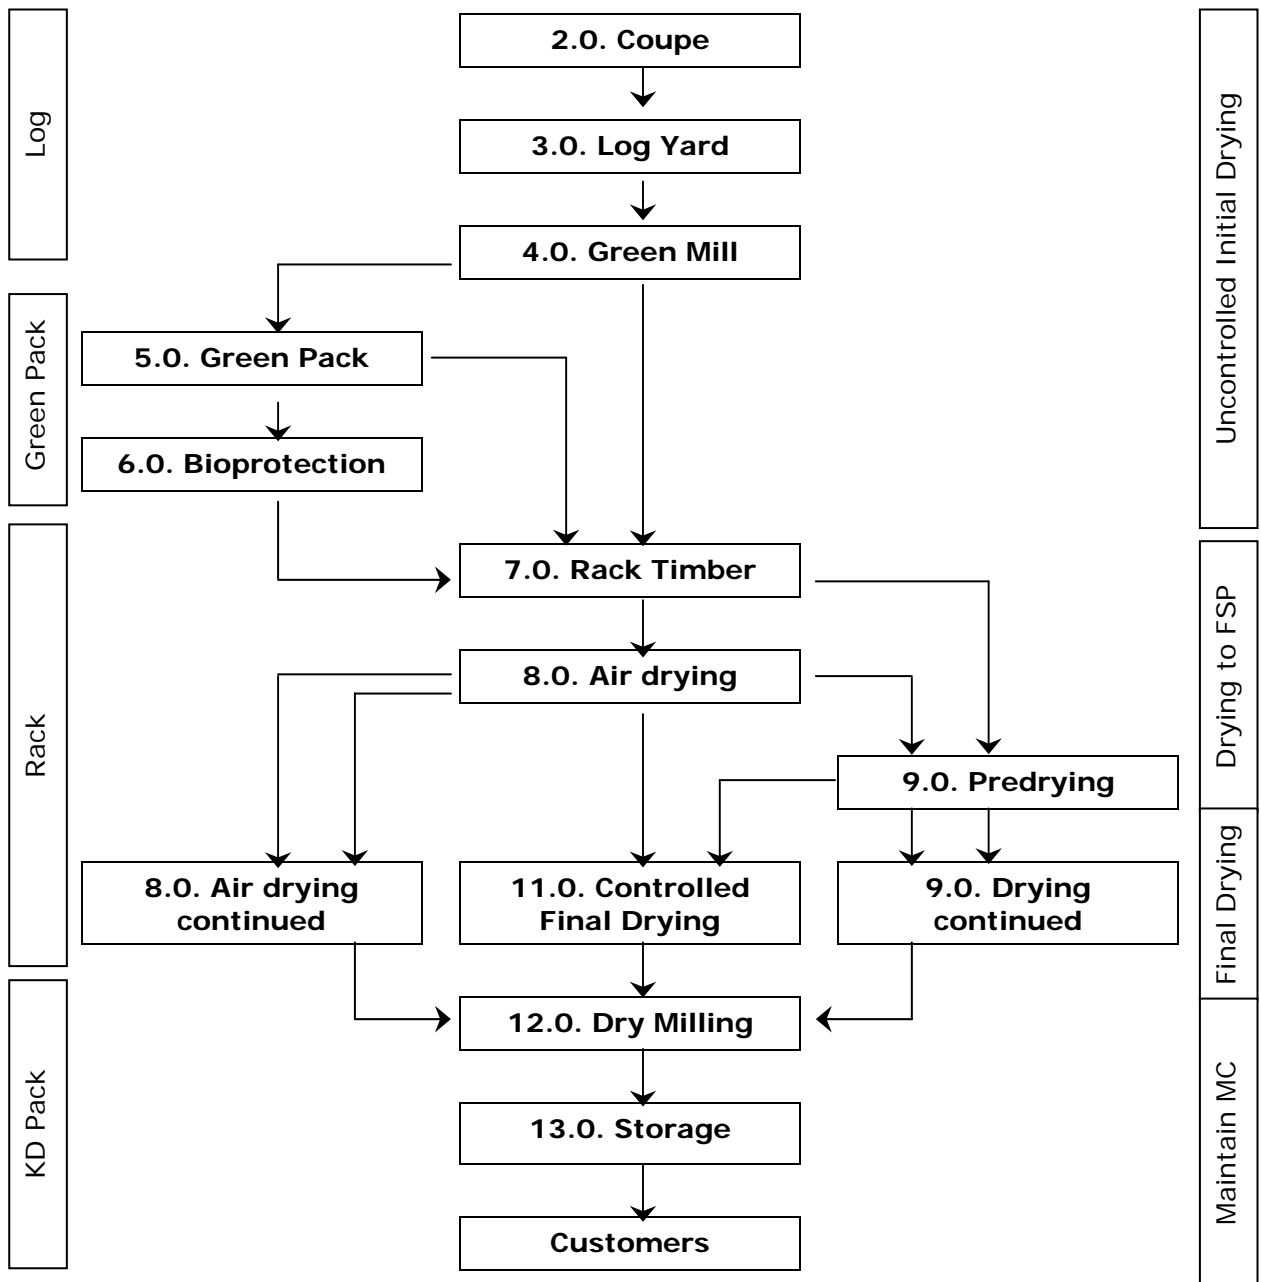 Log
Green Pack
Rack
KD Pack
2.0. Coupe
3.0. Log Yard
4.0. Green Mill
5.0. Green Pack
6.0. Bioprotection
7.0. Rack Timber
8.0. Air drying
9.0. Predrying
8.0. Air drying
continued
11.0. Controlled
Final Drying
9.0. Drying
continued
12.0. Dry Milling
13.0. Storage
Customers
Uncontrolled Initial Drying
Drying to FSP
Final Drying
Maintain MC